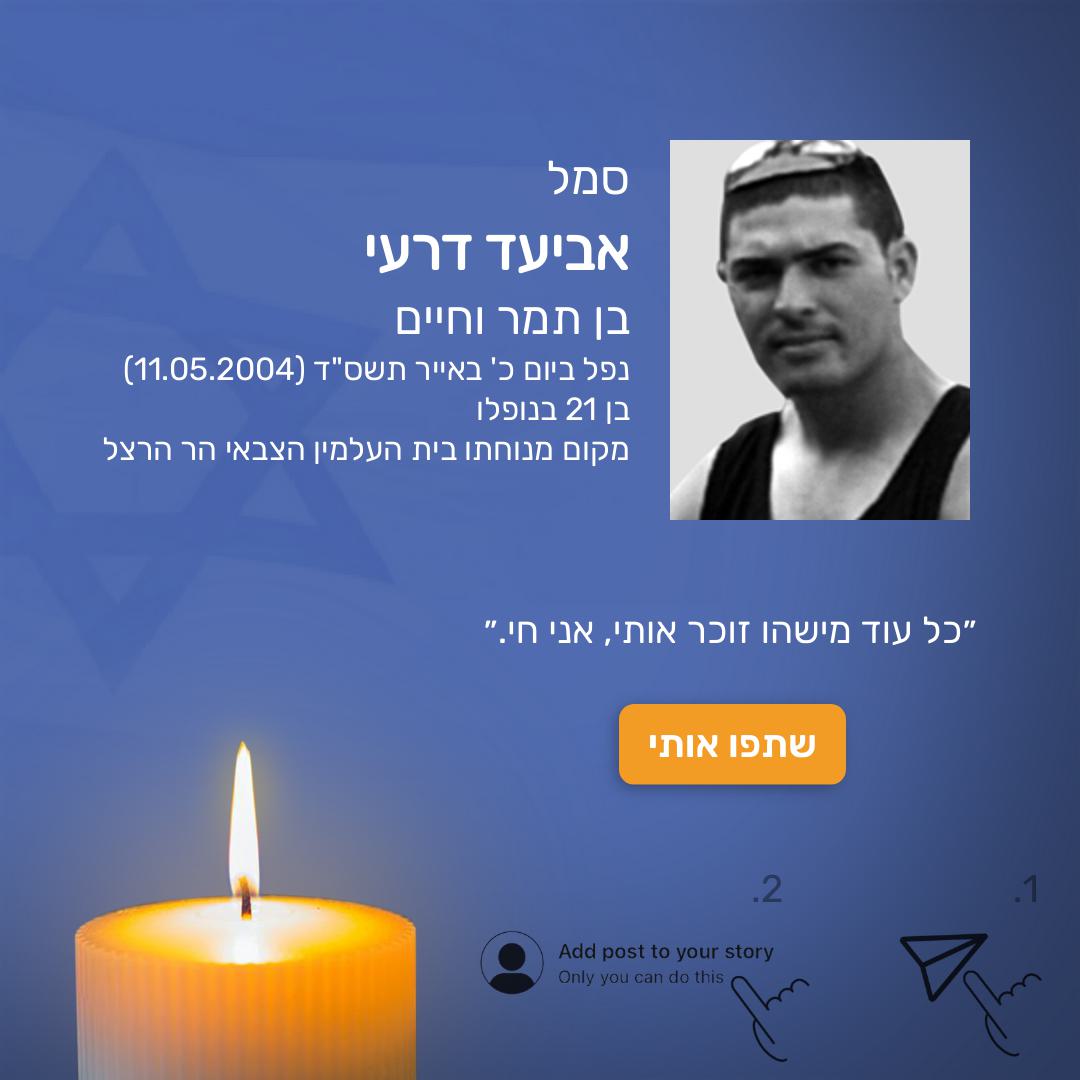 סמל
אביעד דרעי
בן תמר וחיים
נפל ביום כ' באייר תשס"ד (11.05.2004)
בן 21 בנופלו
מקום מנוחתו בית העלמין הצבאי הר הרצל
״כל עוד מישהו זוכר אותי, אני חי.״
שתפו אותי
1.
2.
Add post to your story
Only you can do this